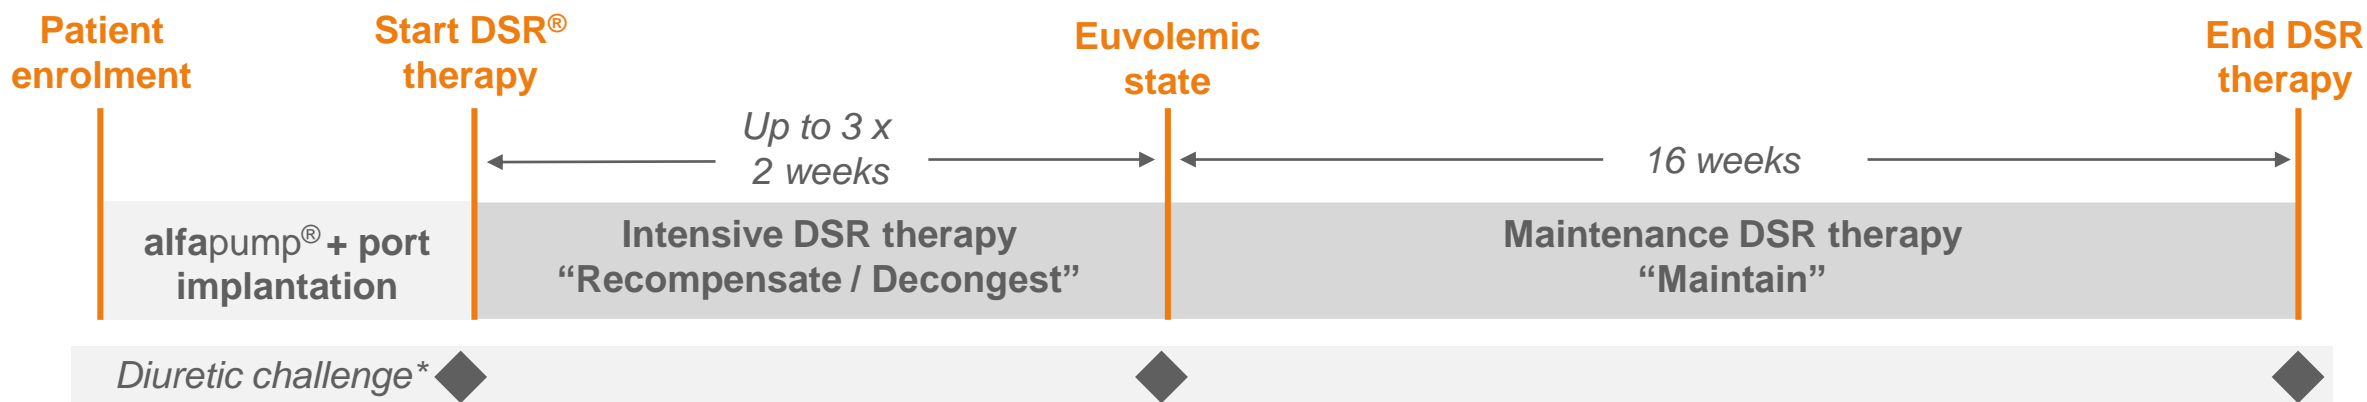 Patient
enrolment
Start DSR®
therapy
Euvolemic
state
End DSR
therapy
Up to 3 x
2 weeks
16 weeks
alfapump® + port
implantation
Intensive DSR therapy
“Recompensate / Decongest”
Maintenance DSR therapy
“Maintain”
Diuretic challenge*